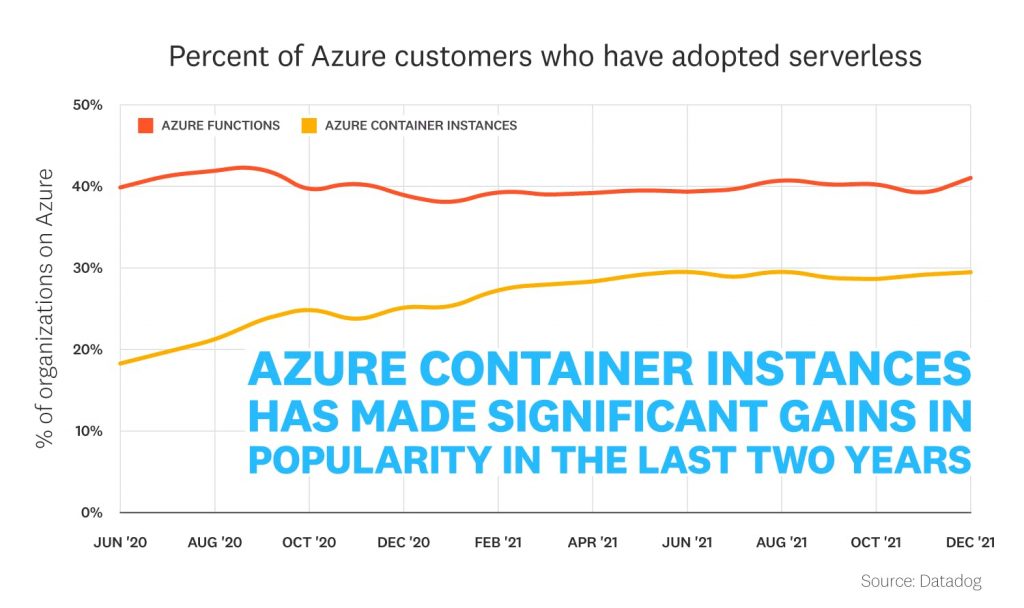 Percent of Azure customers who have adopted serverless
50%
AZURE FUNCTIONS AZURE CONTAINER INSTANCES
40%
30%
20%
10%
0%
% of organizations on Azure
AZURE CONTAINER INSTANCES
HAS MADE SIGNIFICANT GAINS IN
POPULARITY IN THE LAST TWO YEARS
JUN '20 AUG '20 OCT '20 DEC '20 FEB '21 APR '21 JUN '21 AUG '21 OCT '21 DEC '21
Source: Datadog